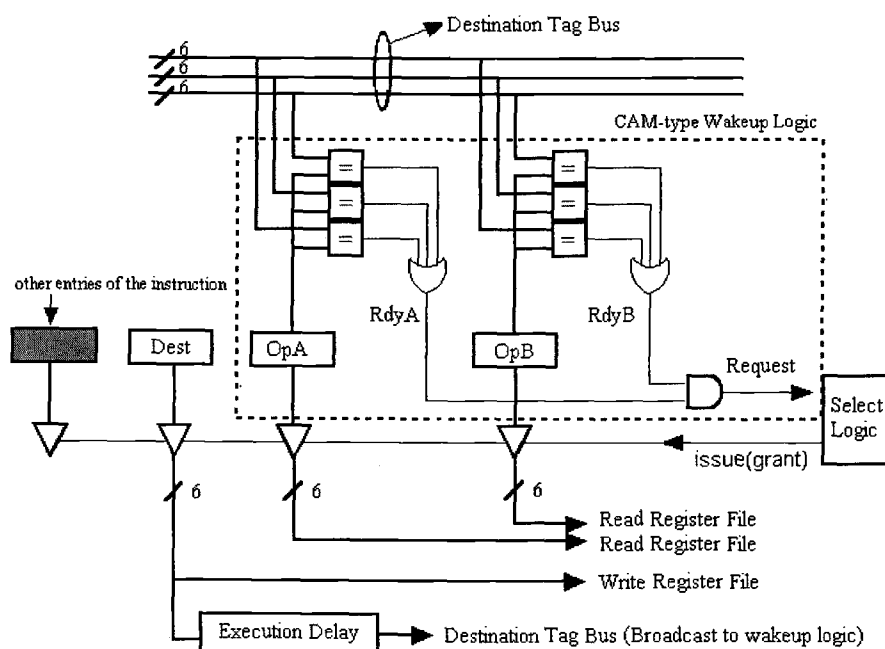 Destination Tag Bus
6
6
6
CAM-type Wakeup Logic
=
=
=
=
=
=
other entries of the instruction
RdyA
RdyB
Dest
OpA
OpB
Request
Select
Logic
issue(grant)
6
6
6
Read Register File
Read Register File
Write Register File
Execution Delay
Destination Tag Bus (Broadcast to wakeup logic)